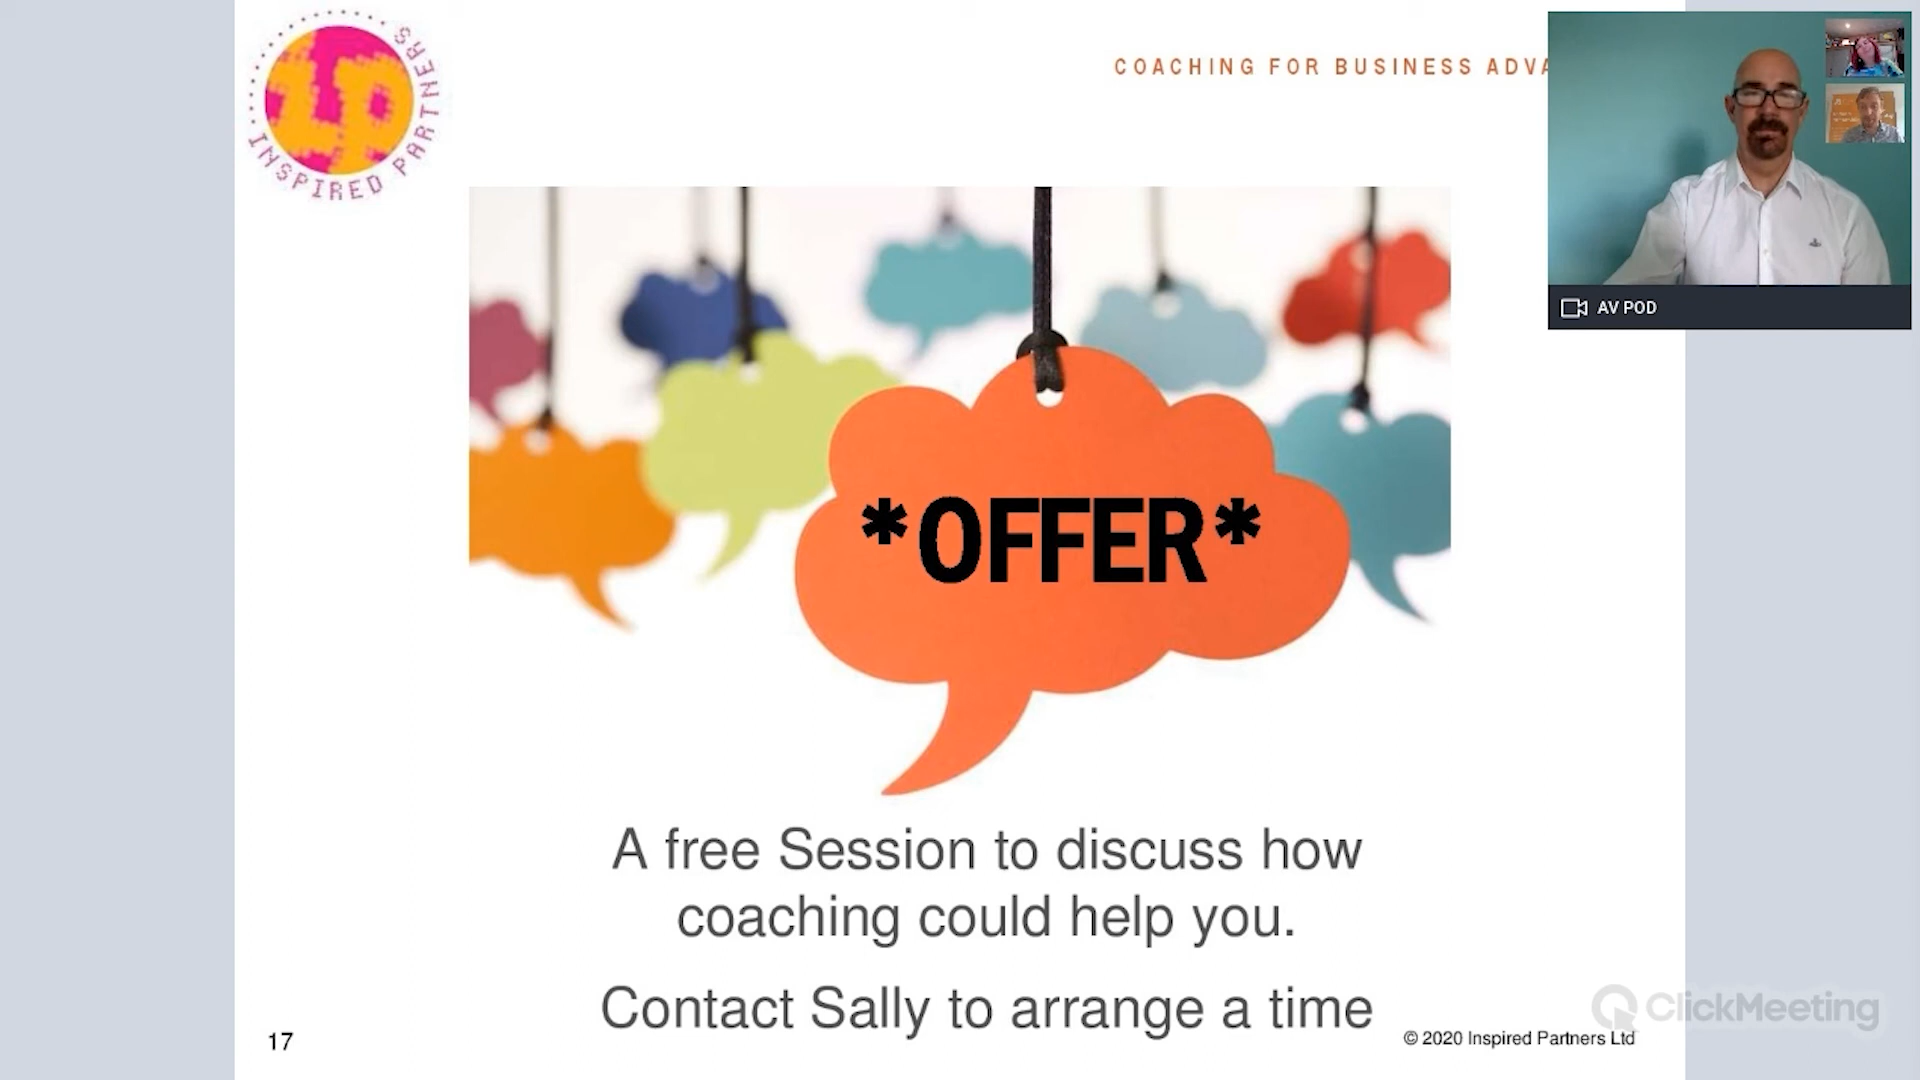 INSPIRED PARTNERS
COACHING FOR BUSINESS ADVA
AV POD
*OFFER*
A free Session to discuss how
coaching could help you.
Contact Sally to arrange a time
17
© 2020 Inspired Partners Ltd
ClickMeeting